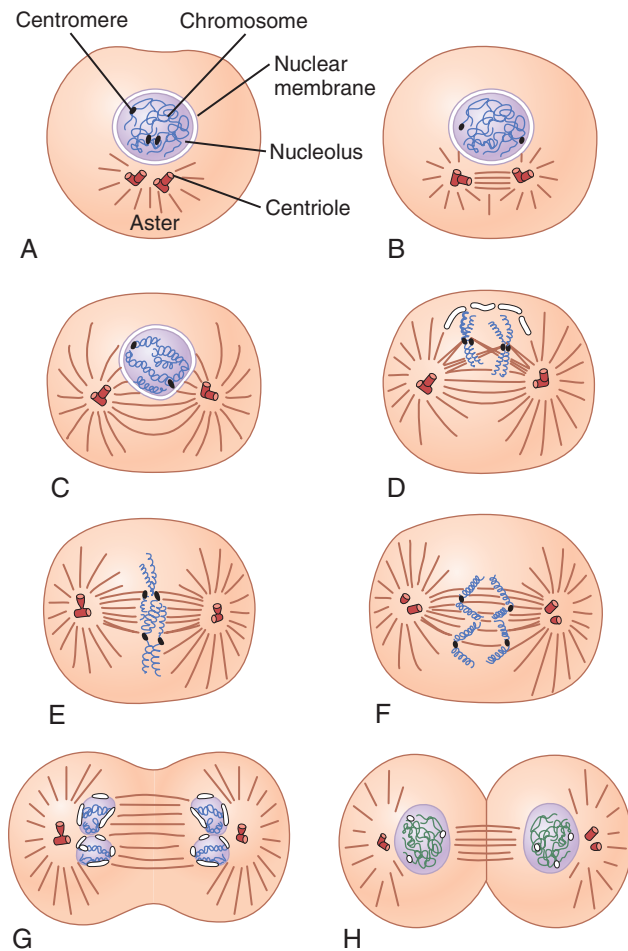 Centromere
Chromosome
Nuclear
membrane
Nucleolus
Centriole
Aster
A
B
C
D
E
F
G
H